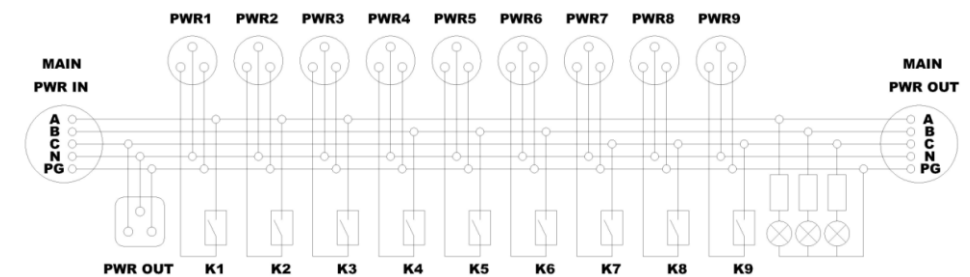 PWR1 PWR2 PWR3 PWR4 PWR5 PWR6 PWR7 PWR8 PWR9
MAIN
PWR IN
MAIN
PWR OUT
A
B
C
N
PG
A
B
C
N
PG
PWR OUT K1 K2 K3 K4 K5 K6 K7 K8 K9